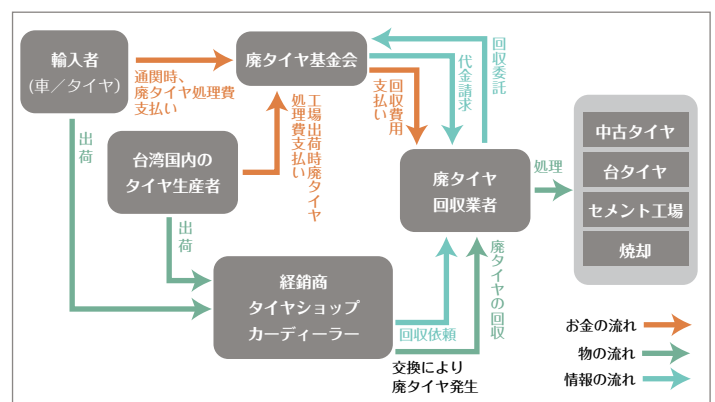 輸入者
(車／タイヤ)
通関時、
廃タイヤ処理費
支払い
廃タイヤ基金会
回収費用
支払い
代金請求
回収委託
出荷
台湾国内の
タイヤ生産者
工場出荷時廃タイヤ
処理費支払い
出荷
廃タイヤ
回収業者
処理
中古タイヤ
台タイヤ
セメント工場
焼却
経銷商
タイヤショップ
カーディーラー
回収依頼
廃タイヤの回収
交換により
廃タイヤ発生
お金の流れ
物の流れ
情報の流れ